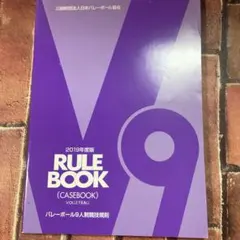 公益財団法人日本バレーボール協会
V9
2019年度版
RULE
BOOK
(CASEBOOK)
VOLLEYBALL
バレーボール9人制競技規則